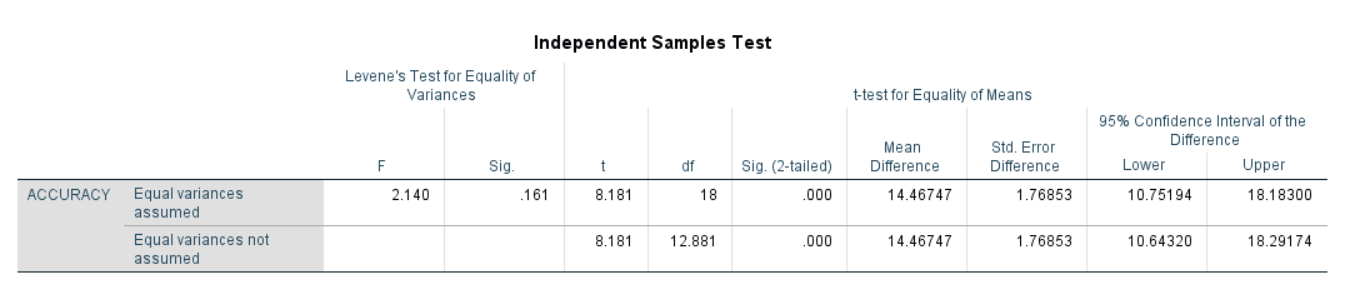 Independent Samples Test
Levene's Test for Equality of
Variances
t-test for Equality of Means
95% Confidence Interval of the
Difference
F Sig. t df Sig. (2-tailed) Mean Difference Std. Error Difference Lower Upper
ACCURACY Equal variances assumed 2.140 .161 8.181 18 .000 14.46747 1.76853 10.75194 18.18300
Equal variances not assumed 8.181 12.881 .000 14.46747 1.76853 10.64320 18.29174